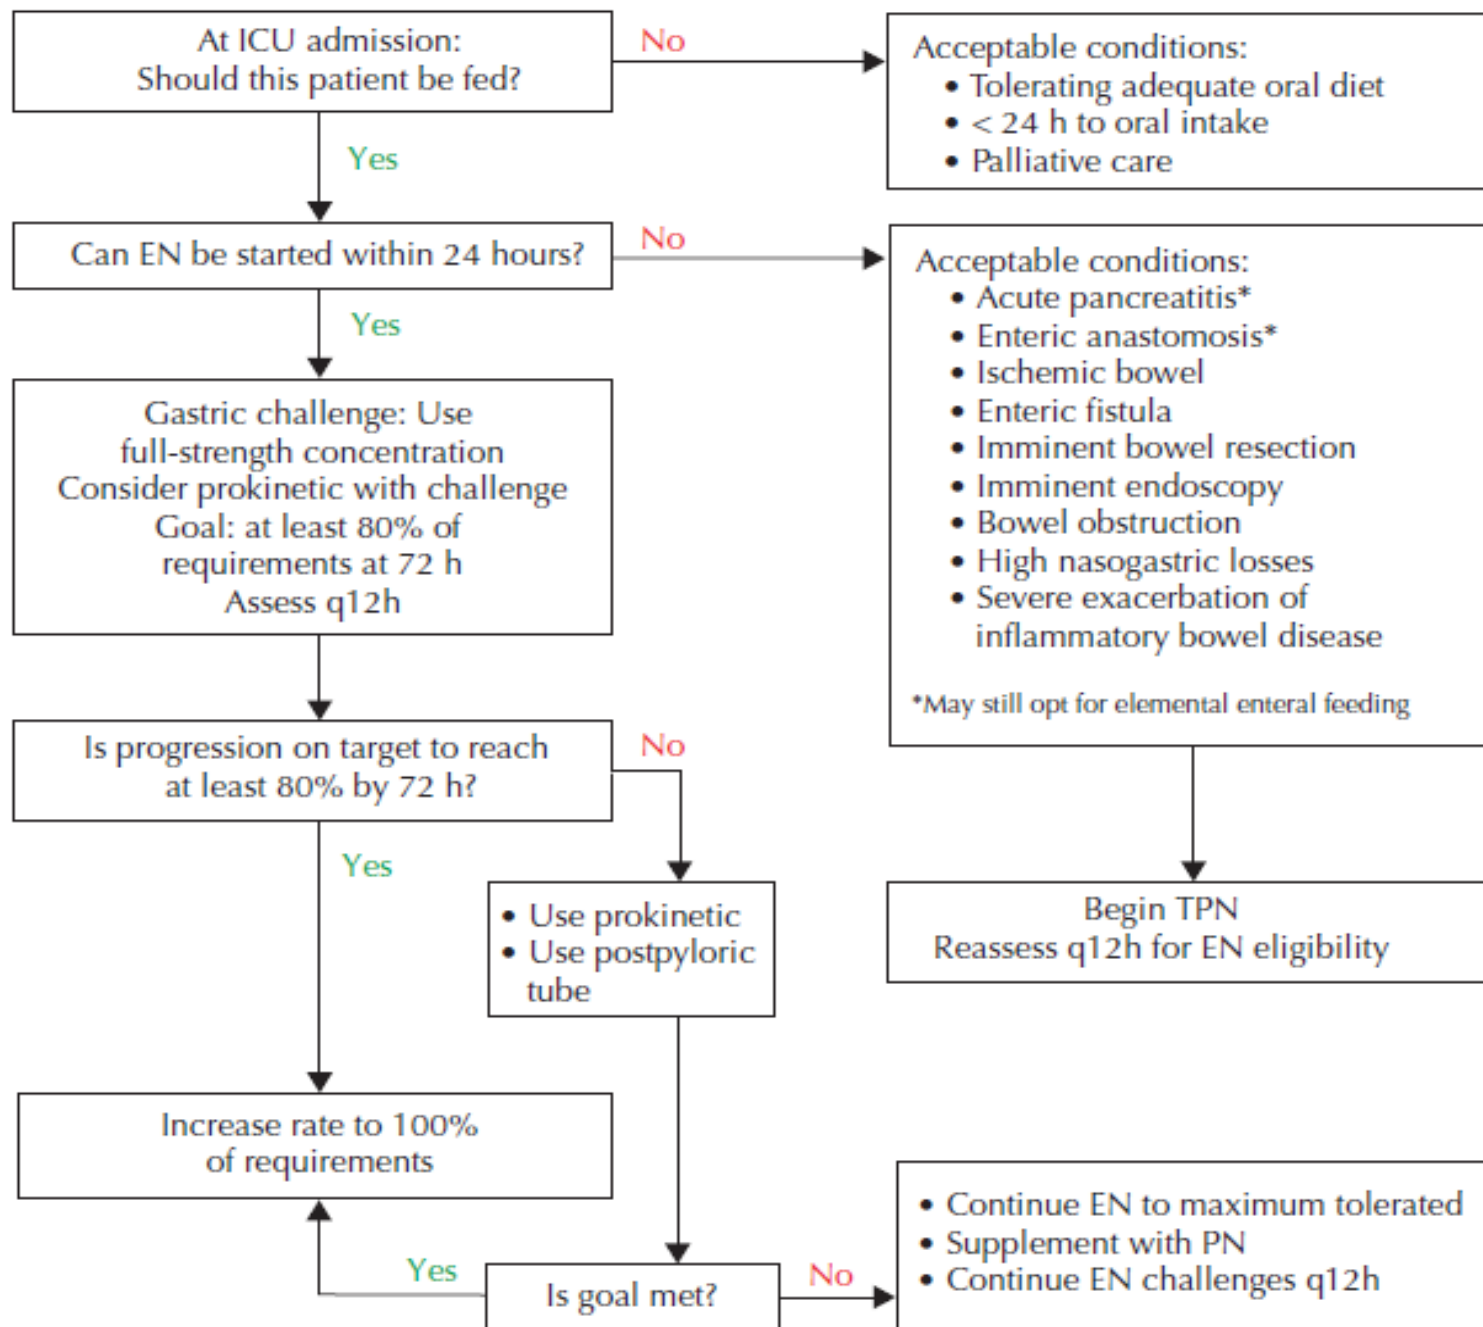 At ICU admission:
Should this patient be fed?
No
Acceptable conditions:
• Tolerating adequate oral diet
• < 24 h to oral intake
• Palliative care
Yes
Can EN be started within 24 hours?
No
Acceptable conditions:
• Acute pancreatitis*
• Enteric anastomosis*
• Ischemic bowel
• Enteric fistula
• Imminent bowel resection
• Imminent endoscopy
• Bowel obstruction
• High nasogastric losses
• Severe exacerbation of
inflammatory bowel disease
*May still opt for elemental enteral feeding
Yes
Gastric challenge: Use
full-strength concentration
Consider prokinetic with challenge
Goal: at least 80% of
requirements at 72 h
Assess q12h
Is progression on target to reach
at least 80% by 72 h?
No
Yes
• Use prokinetic
• Use postpyloric
tube
Begin TPN
Reassess q12h for EN eligibility
Increase rate to 100%
of requirements
Yes
Is goal met?
No
• Continue EN to maximum tolerated
• Supplement with PN
• Continue EN challenges q12h